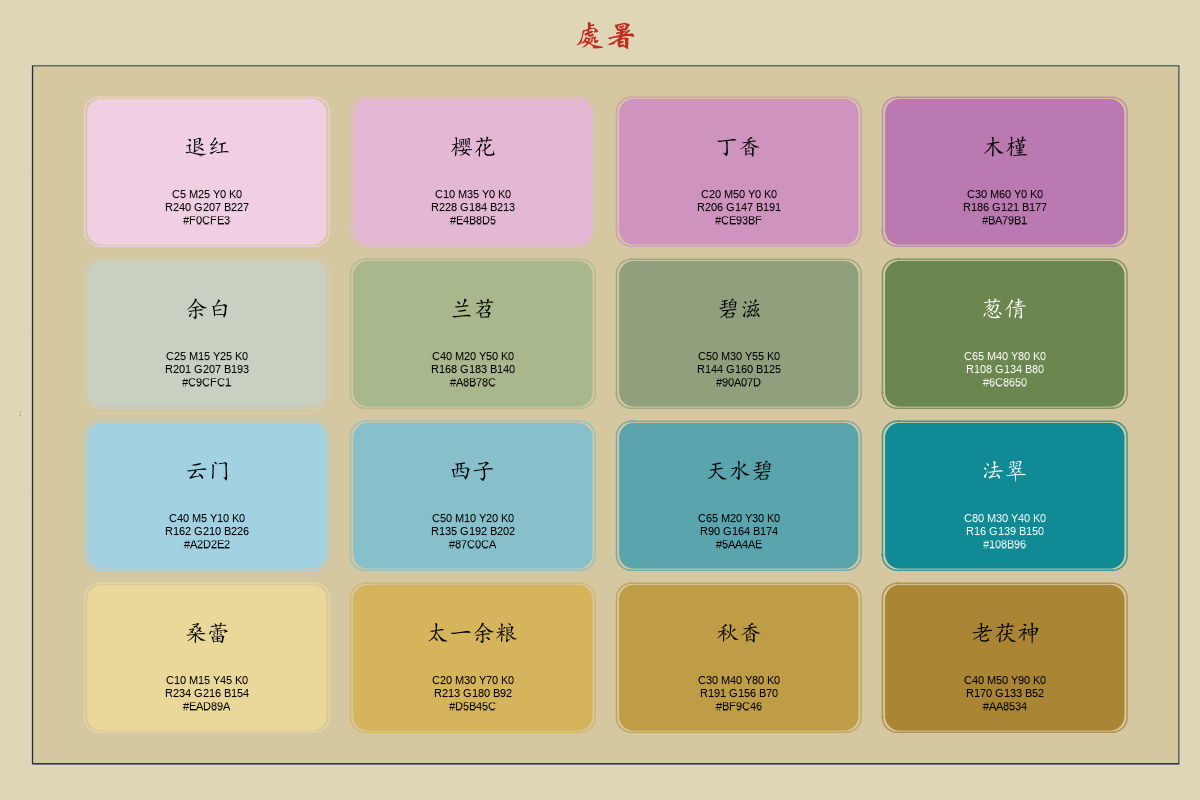 處暑
退红
C5 M25 Y0 K0
R240 G207 B227
#F0CFE3
樱花
C10 M35 Y0 K0
R228 G184 B213
#E4B8D5
丁香
C20 M50 Y0 K0
R206 G147 B191
#CE93BF
木槿
C30 M60 Y0 K0
R186 G121 B177
#BA79B1
余白
C25 M15 Y25 K0
R201 G207 B193
#C9CFC1
兰苕
C40 M20 Y50 K0
R168 G183 B140
#A8B78C
碧滋
C50 M30 Y55 K0
R144 G160 B125
#90A07D
葱倩
C65 M40 Y80 K0
R108 G134 B80
#6C8650
云门
C40 M5 Y10 K0
R162 G210 B226
#A2D2E2
西子
C50 M10 Y20 K0
R135 G192 B202
#87C0CA
天水碧
C65 M20 Y30 K0
R90 G164 B174
#5AA4AE
法翠
C80 M30 Y40 K0
R16 G139 B150
#108B96
桑蕾
C10 M15 Y45 K0
R234 G216 B154
#EAD89A
太一余粮
C20 M30 Y70 K0
R213 G180 B92
#D5B45C
秋香
C30 M40 Y80 K0
R191 G156 B70
#BF9C46
老茯神
C40 M50 Y90 K0
R170 G133 B52
#AA8534